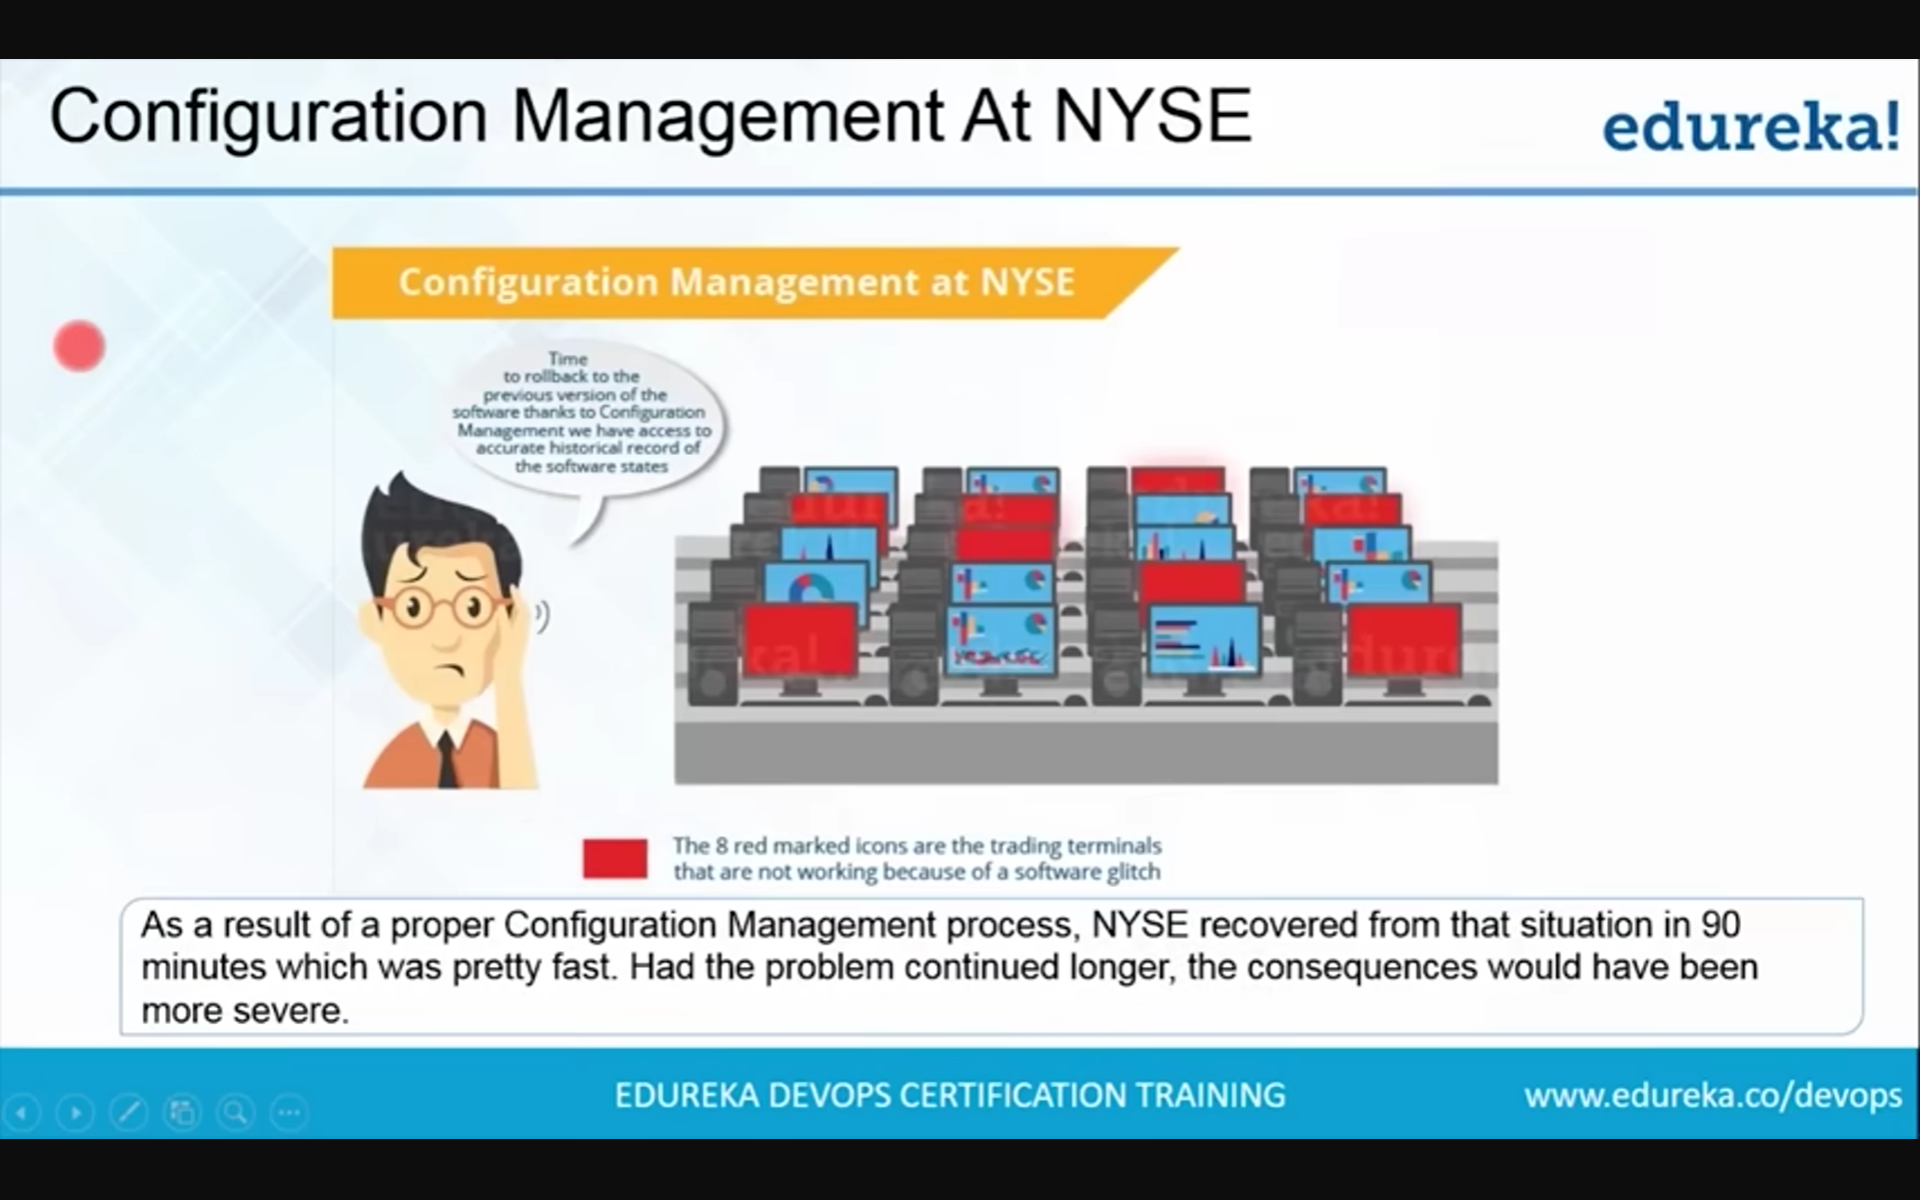 Configuration Management At NYSE
edureka!
Configuration Management at NYSE
Time
to rollback to the
previous version of the
software thanks to Configuration
Management we have access to
accurate historical record of
the software states
The 8 red marked icons are the trading terminals
that are not working because of a software glitch
As a result of a proper Configuration Management process, NYSE recovered from that situation in 90
minutes which was pretty fast. Had the problem continued longer, the consequences would have been
more severe.
EDUREKA DEVOPS CERTIFICATION TRAINING
www.edureka.co/devops